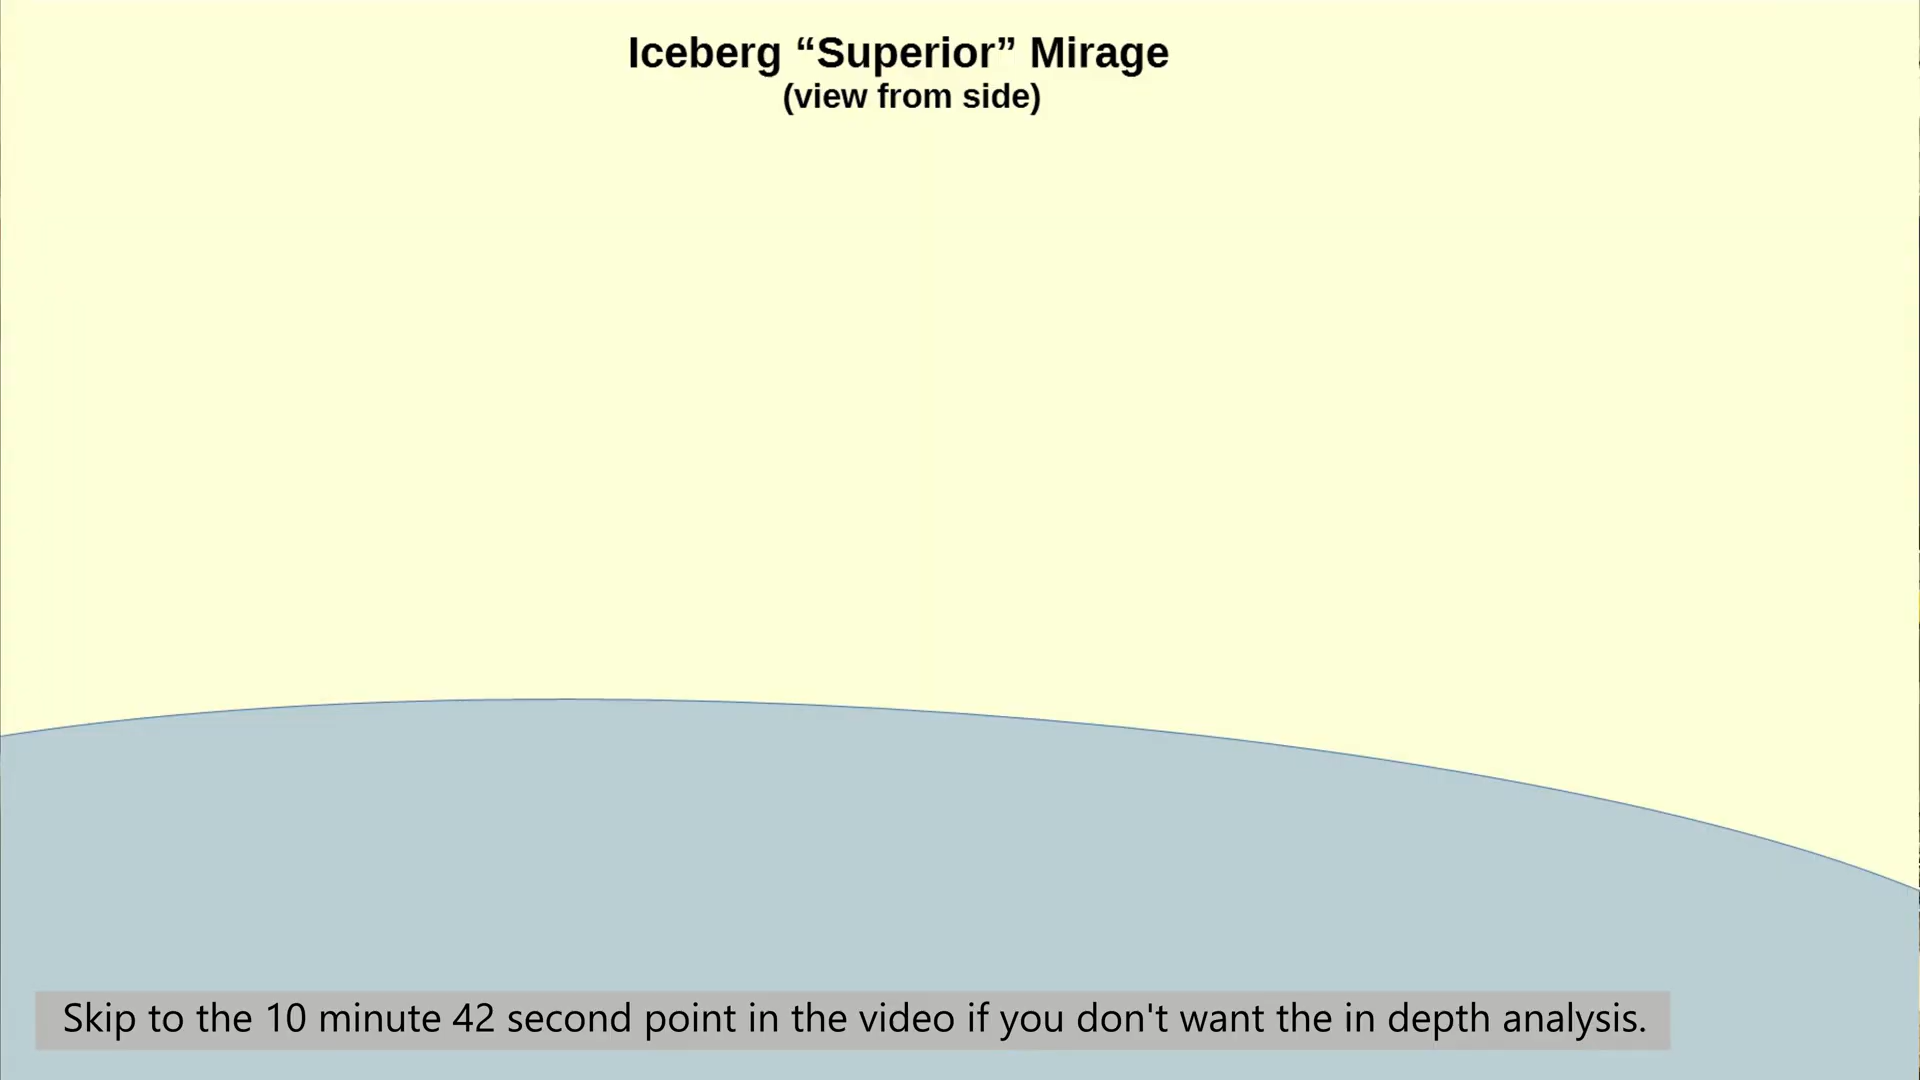 Iceberg “Superior” Mirage
(view from side)
Skip to the 10 minute 42 second point in the video if you don't want the in depth analysis.